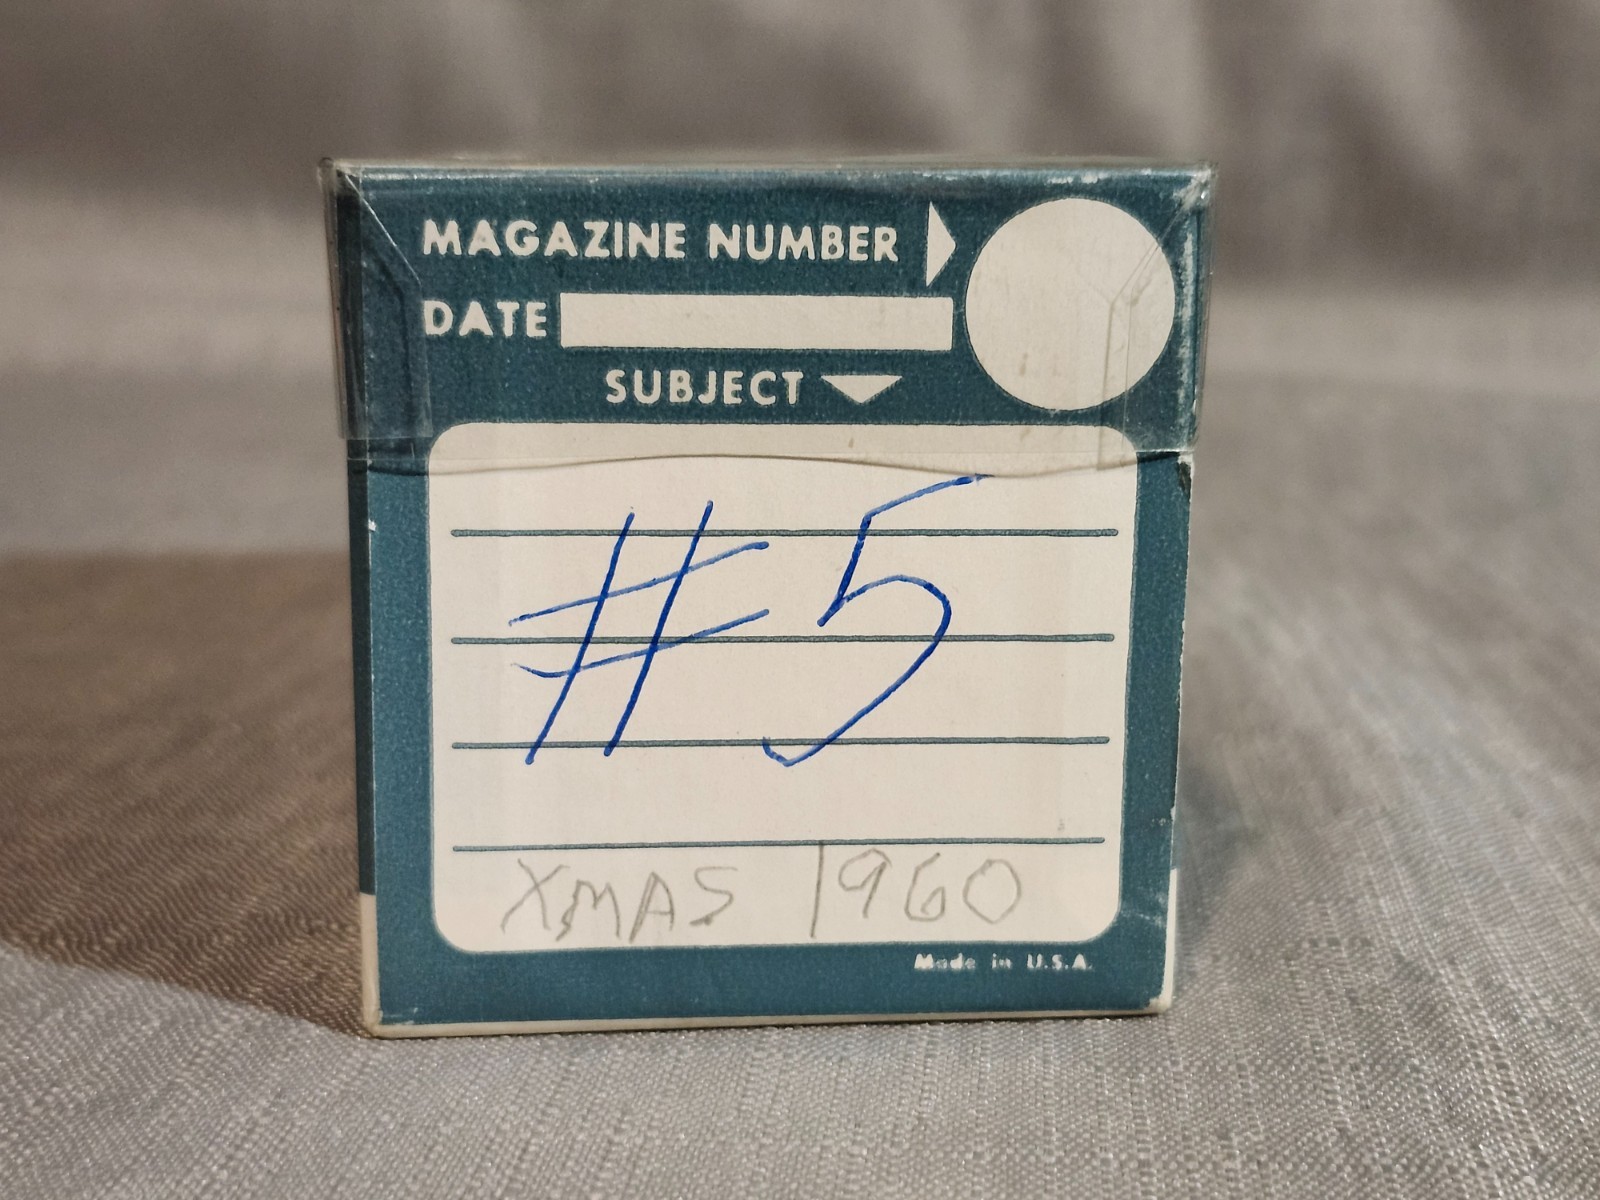 MAGAZINE NUMBER
DATE
SUBJECT
#5
XMAS 1960
Made in U.S.A.